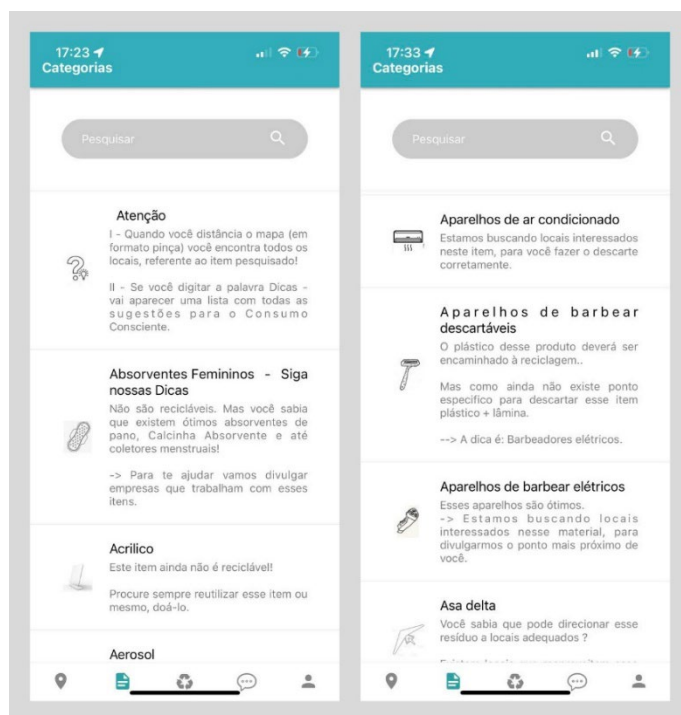 17:23
Categorias
Pesquisar
Atenção
I - Quando você distância o mapa (em
formato pinça) você encontra todos os
locais, referente ao item pesquisado!
II - Se você digitar a palavra Dicas -
vai aparecer uma lista com todas as
sugestões para o Consumo
Consciente.
Absorventes Femininos - Siga
nossas Dicas
Não são recicláveis. Mas você sabia
que existem ótimos absorventes de
pano, Calcinha Absorvente e até
coletores menstruais!
-> Para te ajudar vamos divulgar
empresas que trabalham com esses
itens.
Acrilico
Este item ainda não é reciclável!
Procure sempre reutilizar esse item ou
mesmo, doá-lo.
Aerosol
17:33
Categorias
Pesquisar
Aparelhos de ar condicionado
Estamos buscando locais interessados
neste item, para você fazer o descarte
corretamente.
Aparelhos de barbear
descartáveis
O plástico desse produto deverá ser
encaminhado à reciclagem..
Mas como ainda não existe ponto
especifico para descartar esse item
plástico + lâmina.
--> A dica é: Barbeadores elétricos.
Aparelhos de barbear elétricos
Esses aparelhos são ótimos.
-> Estamos buscando locais
interessados nesse material, para
divulgarmos o ponto mais próximo de
você.
Asa delta
Você sabia que pode direcionar esse
resíduo a locais adequados ?